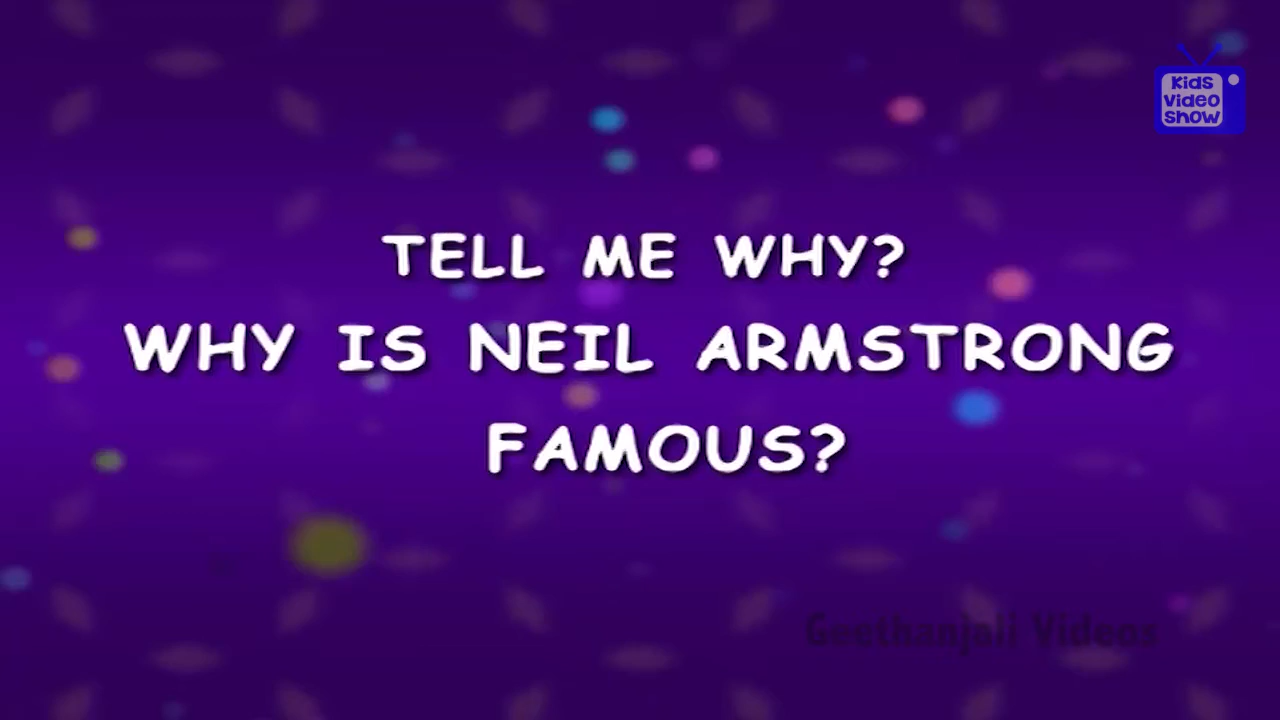 Kids
Video
Show
TELL ME WHY?
WHY IS NEIL ARMSTRONG
FAMOUS?
Geethanjali Videos